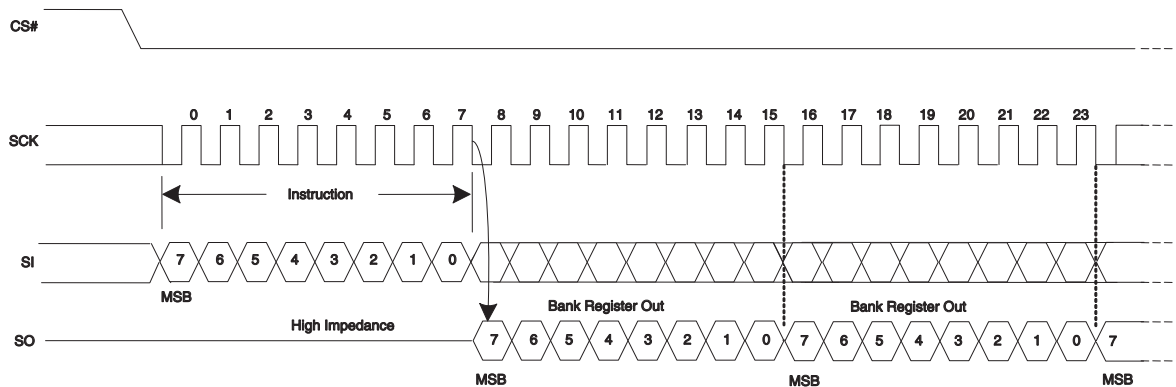 CS#
0 1 2 3 4 5 6 7 8 9 10 11 12 13 14 15 16 17 18 19 20 21 22 23
SCK
Instruction
SI 7 6 5 4 3 2 1 0
MSB
Bank Register Out Bank Register Out
High Impedance
SO 7 6 5 4 3 2 1 0 7 6 5 4 3 2 1 0 7
MSB MSB MSB